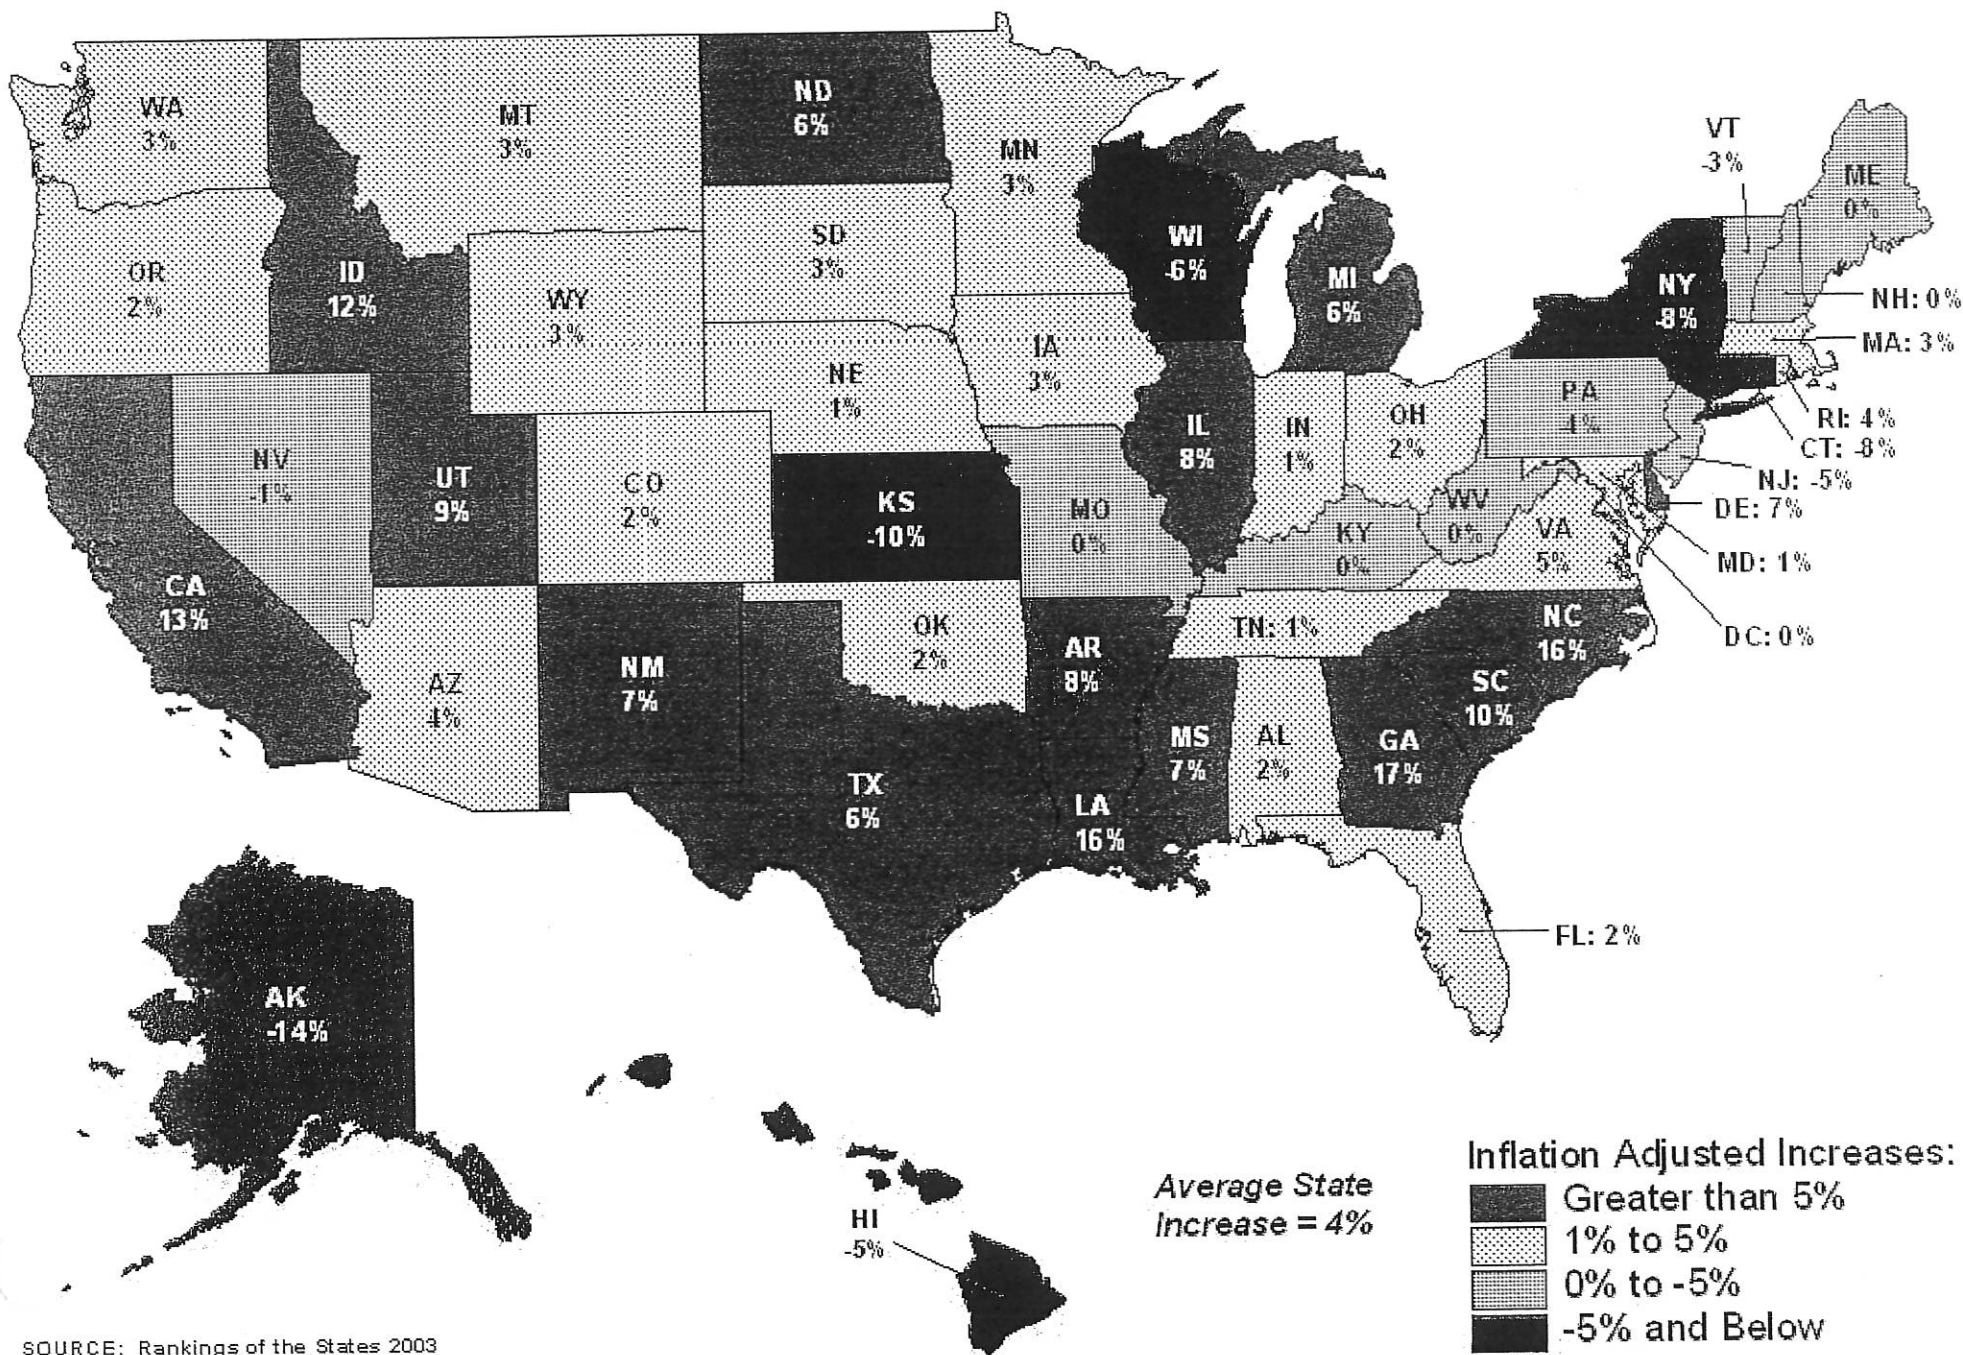 WA
3%
MT
3%
ND
6%
MN
3%
VT
-3%
ME
0%
OR
2%
ID
12%
WY
3%
SD
3%
WI
-6%
MI
6%
NY
-8%
NH: 0%
MA: 3%
RI: 4%
CT: -8%
NJ: -5%
DE: 7%
MD: 1%
DC: 0%
NE
1%
IA
3%
IL
8%
IN
1%
OH
2%
PA
NV
-1%
UT
9%
CO
2%
KS
-10%
MO
0%
KY
0%
WV
0%
VA
5%
CA
13%
AZ
4%
NM
7%
OK
2%
AR
8%
TN: 1%
NC
16%
SC
10%
GA
17%
MS
7%
AL
2%
TX
6%
LA
16%
FL: 2%
AK
-14%
HI
-5%
Average State
Increase = 4%
Inflation Adjusted Increases:
Greater than 5%
1% to 5%
0% to -5%
-5% and Below
SOURCE: Rankings of the States 2003